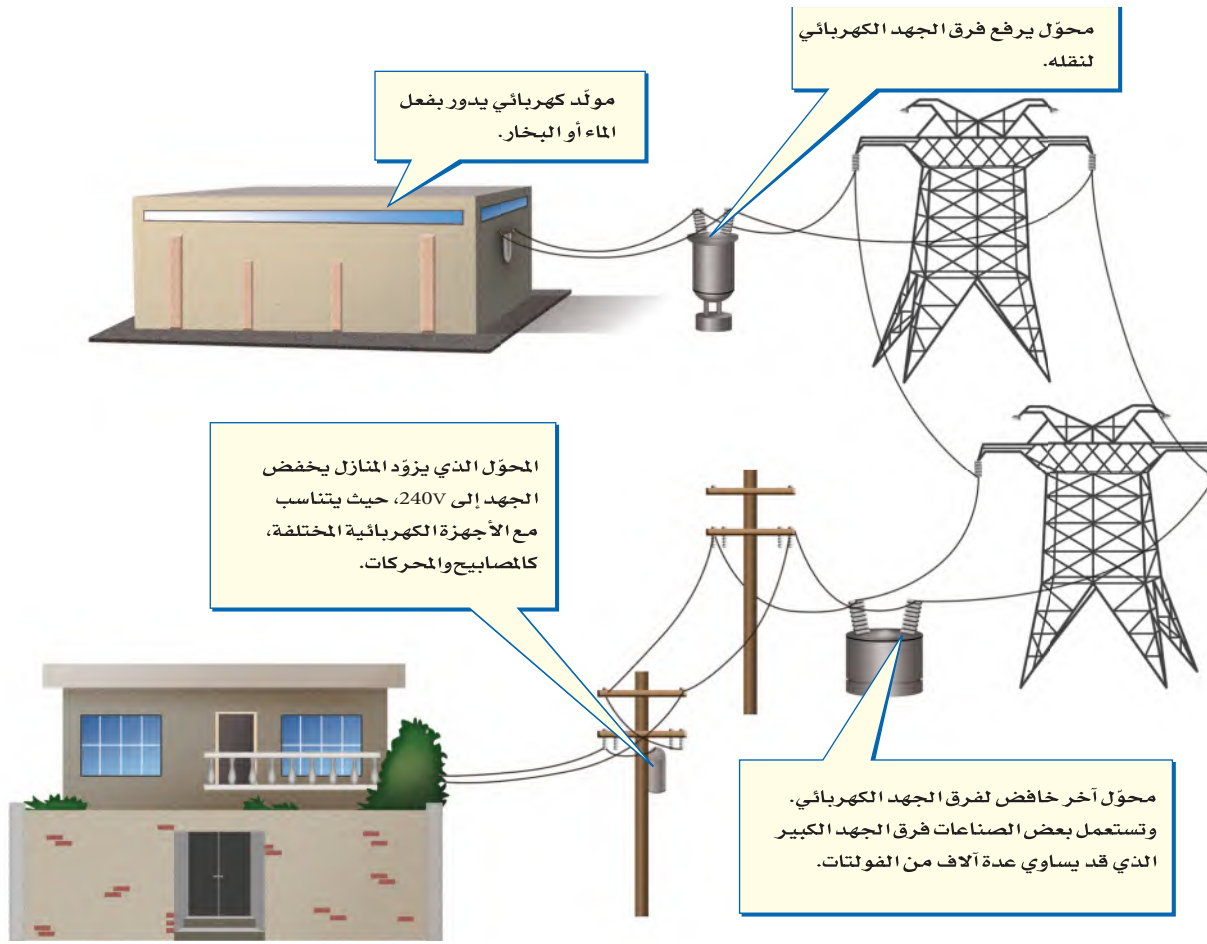 محوّل يرفع فرق الجهد الكهربائي
لنقله.
مولّد كهربائي يدور بفعل
الماء أو البخار.
المحوّل الذي يزوّد المنازل يخفض
الجهد إلى 240V، حيث يتناسب
مع الأجهزة الكهربائية المختلفة،
كالمصابيح والمحركات.
محوّل آخر خافض لفرق الجهد الكهربائي.
وتستعمل بعض الصناعات فرق الجهد الكبير
الذي قد يساوي عدة آلاف من الفولتات.